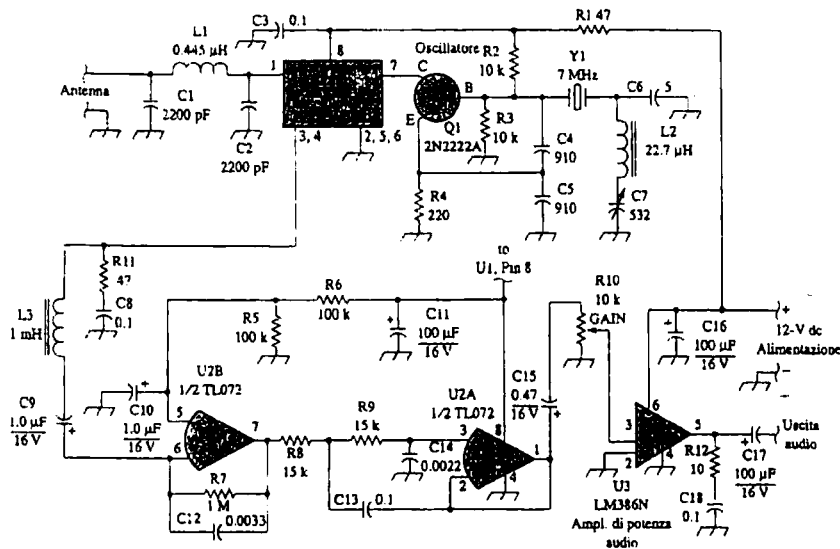 R1 47
C3 0.1
L1
0.445 µH
Oscillatore
R2
10 k
Y1
7 MHz
1
8
7
C
B
E
C6
5
Antenna
C1
2200 pF
C2
2200 pF
3, 4
2, 5, 6
Q1
2N2222A
R3
10 k
C4
910
L2
22.7 µH
C5
910
C7
532
R4
220
R11
47
C8
0.1
L3
1 mH
to
U1, Pin 8
R6
100 k
R5
100 k
C11
100 µF
16 V
R10
10 k
GAIN
C16
100 µF
16 V
+
12-V dc
Alimentazione
−
U2B
1/2 TL072
C9
1.0 µF
16 V
C10
1.0 µF
16 V
5
6
7
R9
15 k
R8
15 k
U2A
1/2 TL072
C15
0.47
16 V
3
2
8
4
1
C14
0.0022
C13
0.1
R7
1 M
C12
0.0033
6
3
2
4
5
U3
LM386N
Ampl. di potenza
audio
R12
10
C18
0.1
C17
100 µF
16 V
Uscita
audio